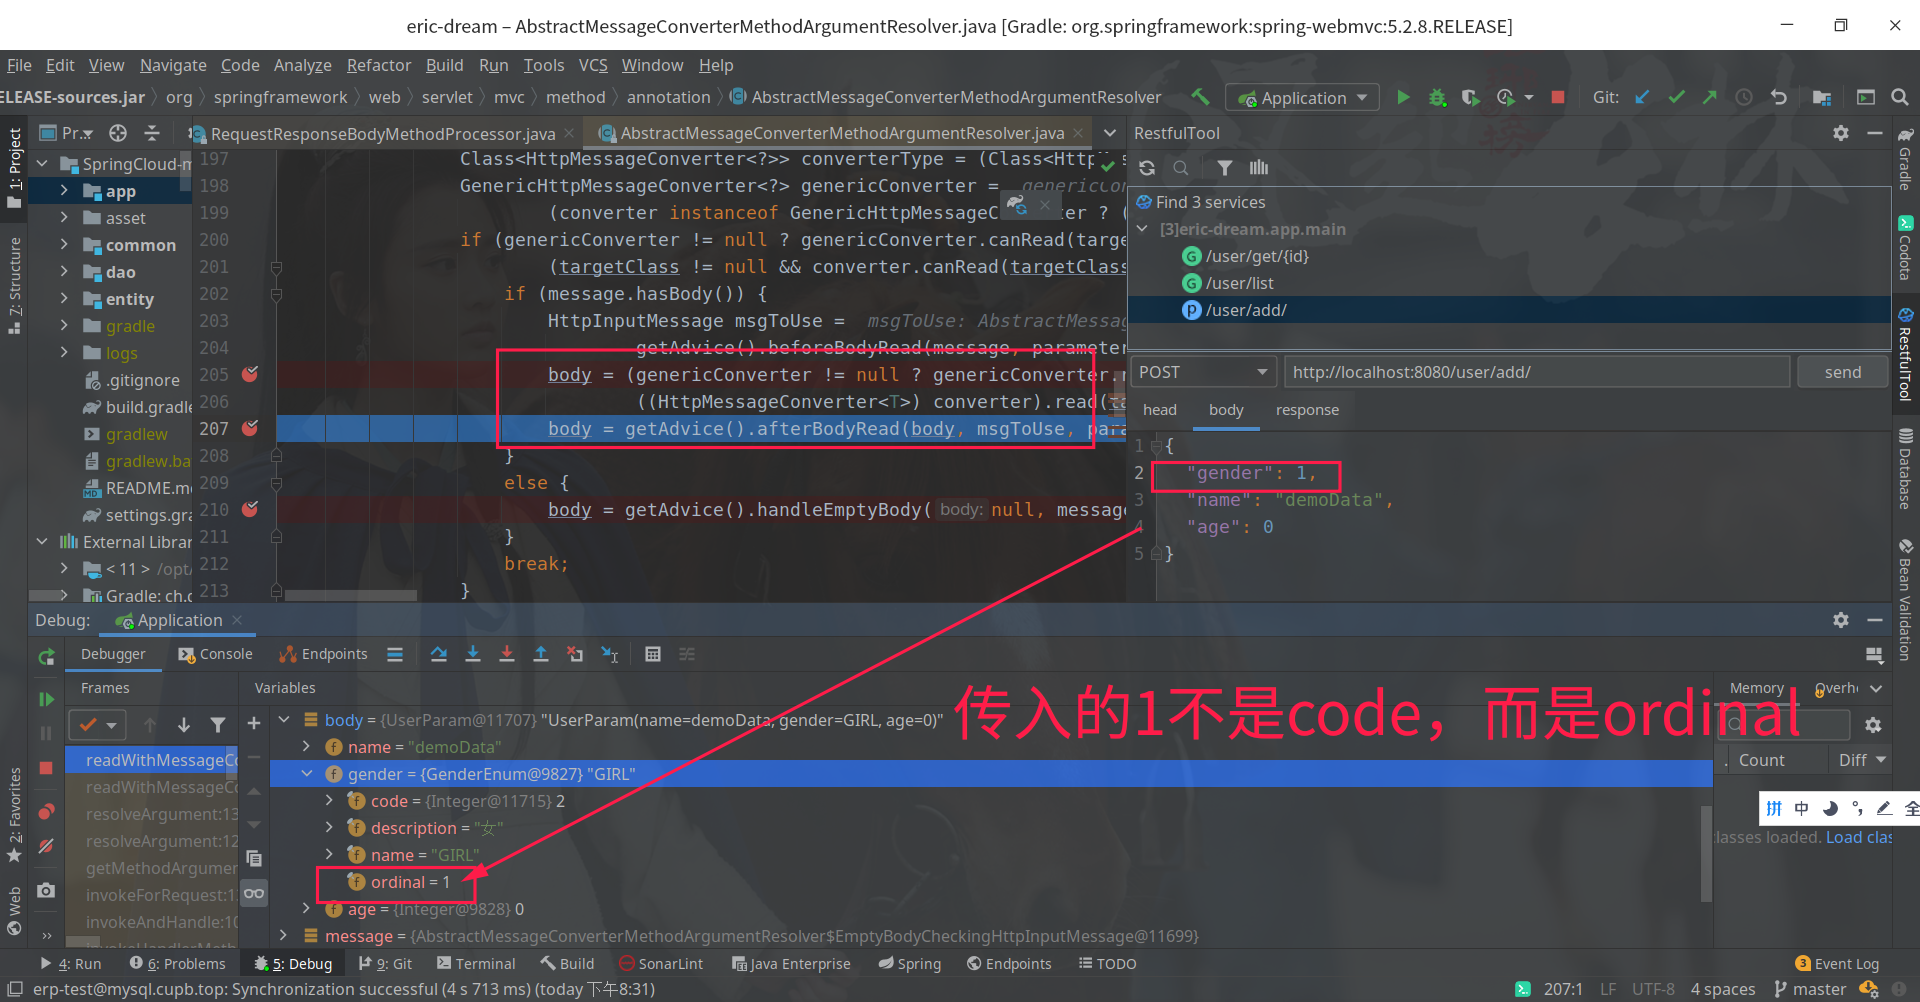 eric-dream – AbstractMessageConverterMethodArgumentResolver.java [Gradle: org.springframework:spring-webmvc:5.2.8.RELEASE]
File Edit View Navigate Code Analyze Refactor Build Run Tools VCS Window Help
ELEASE-sources.jar org springframework web servlet mvc method annotation AbstractMessageConverterMethodArgumentResolver Application Git:
1: Project
7: Structure
2: Favorites
Web
Pr...
SpringCloud-m
app
asset
common
dao
entity
gradle
logs
.gitignore
build.gradle
gradlew
gradlew.ba
README.m
settings.gra
External Librar
< 11 > /opt/
Gradle: ch.q
RequestResponseBodyMethodProcessor.java AbstractMessageConverterMethodArgumentResolver.java
197 Class<HttpMessageConverter<?>> converterType = (Class<Http
198 GenericHttpMessageConverter<?> genericConverter = genericCon
199 (converter instanceof GenericHttpMessageC ter ? (
200 if (genericConverter != null ? genericConverter.canRead(targe
201 (targetClass != null && converter.canRead(targetClass
202 if (message.hasBody()) {
203 HttpInputMessage msgToUse = msgToUse: AbstractMessag
204 getAdvice().beforeBodyRead(message, parameter
205 body = (genericConverter != null ? genericConverter.r
206 ((HttpMessageConverter<T>) converter).read(ta
207 body = getAdvice().afterBodyRead(body, msgToUse, para
208 }
209 else {
210 body = getAdvice().handleEmptyBody( body: null, message
211 }
212 break;
213 }
RestfulTool
Find 3 services
[3]eric-dream.app.main
G /user/get/{id}
G /user/list
P /user/add/
POST http://localhost:8080/user/add/ send
head body response
1 {
2 "gender": 1,
3 "name": "demoData",
4 "age": 0
5 }
Gradle
Codota
RestfulTool
Database
Bean Validation
Debug: Application
Debugger Console Endpoints
Frames Variables
readWithMessageCo
readWithMessageCo
resolveArgument:13
resolveArgument:12
getMethodArgumen
invokeForRequest:1
invokeAndHandle:10
invokeHandlerMeth
body = {UserParam@11707} "UserParam(name=demoData, gender=GIRL, age=0)"
name = "demoData"
gender = {GenderEnum@9827} "GIRL"
code = {Integer@11715} 2
description = "女"
name = "GIRL"
ordinal = 1
age = {Integer@9828} 0
message = {AbstractMessageConverterMethodArgumentResolver$EmptyBodyCheckingHttpInputMessage@11699}
传入的1不是code，而是ordinal
Memory Overh
Count Diff
拼 中 全
lasses loaded. Load clas
4: Run 6: Problems 5: Debug 9: Git Terminal Build SonarLint Java Enterprise Spring Endpoints TODO 3 Event Log
erp-test@mysql.cupb.top: Synchronization successful (4 s 713 ms) (today 下午8:31) 207:1 LF UTF-8 4 spaces master